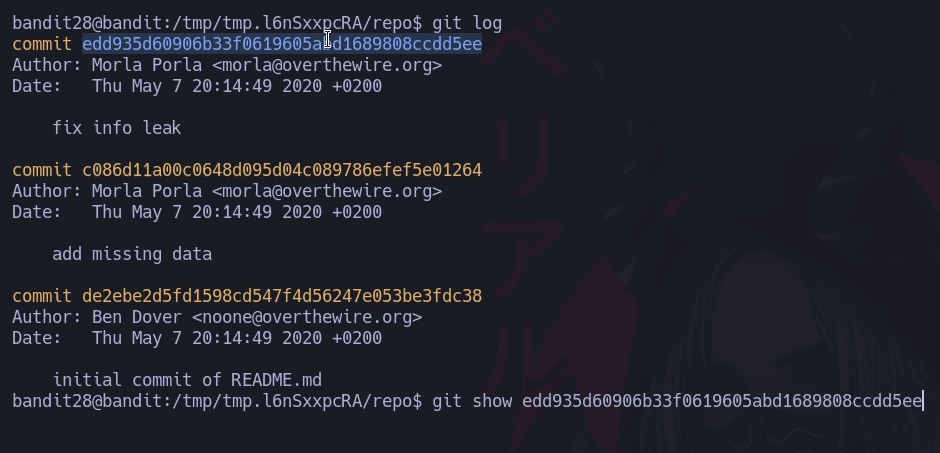 bandit28@bandit:/tmp/tmp.l6nSxxpcRA/repo$ git log
commit edd935d60906b33f0619605abd1689808ccdd5ee
Author: Morla Porla <morla@overthewire.org>
Date:   Thu May 7 20:14:49 2020 +0200
    fix info leak
commit c086d11a00c0648d095d04c089786efef5e01264
Author: Morla Porla <morla@overthewire.org>
Date:   Thu May 7 20:14:49 2020 +0200
    add missing data
commit de2ebe2d5fd1598cd547f4d56247e053be3fdc38
Author: Ben Dover <noone@overthewire.org>
Date:   Thu May 7 20:14:49 2020 +0200
    initial commit of README.md
bandit28@bandit:/tmp/tmp.l6nSxxpcRA/repo$ git show edd935d60906b33f0619605abd1689808ccdd5ee
ベリアル